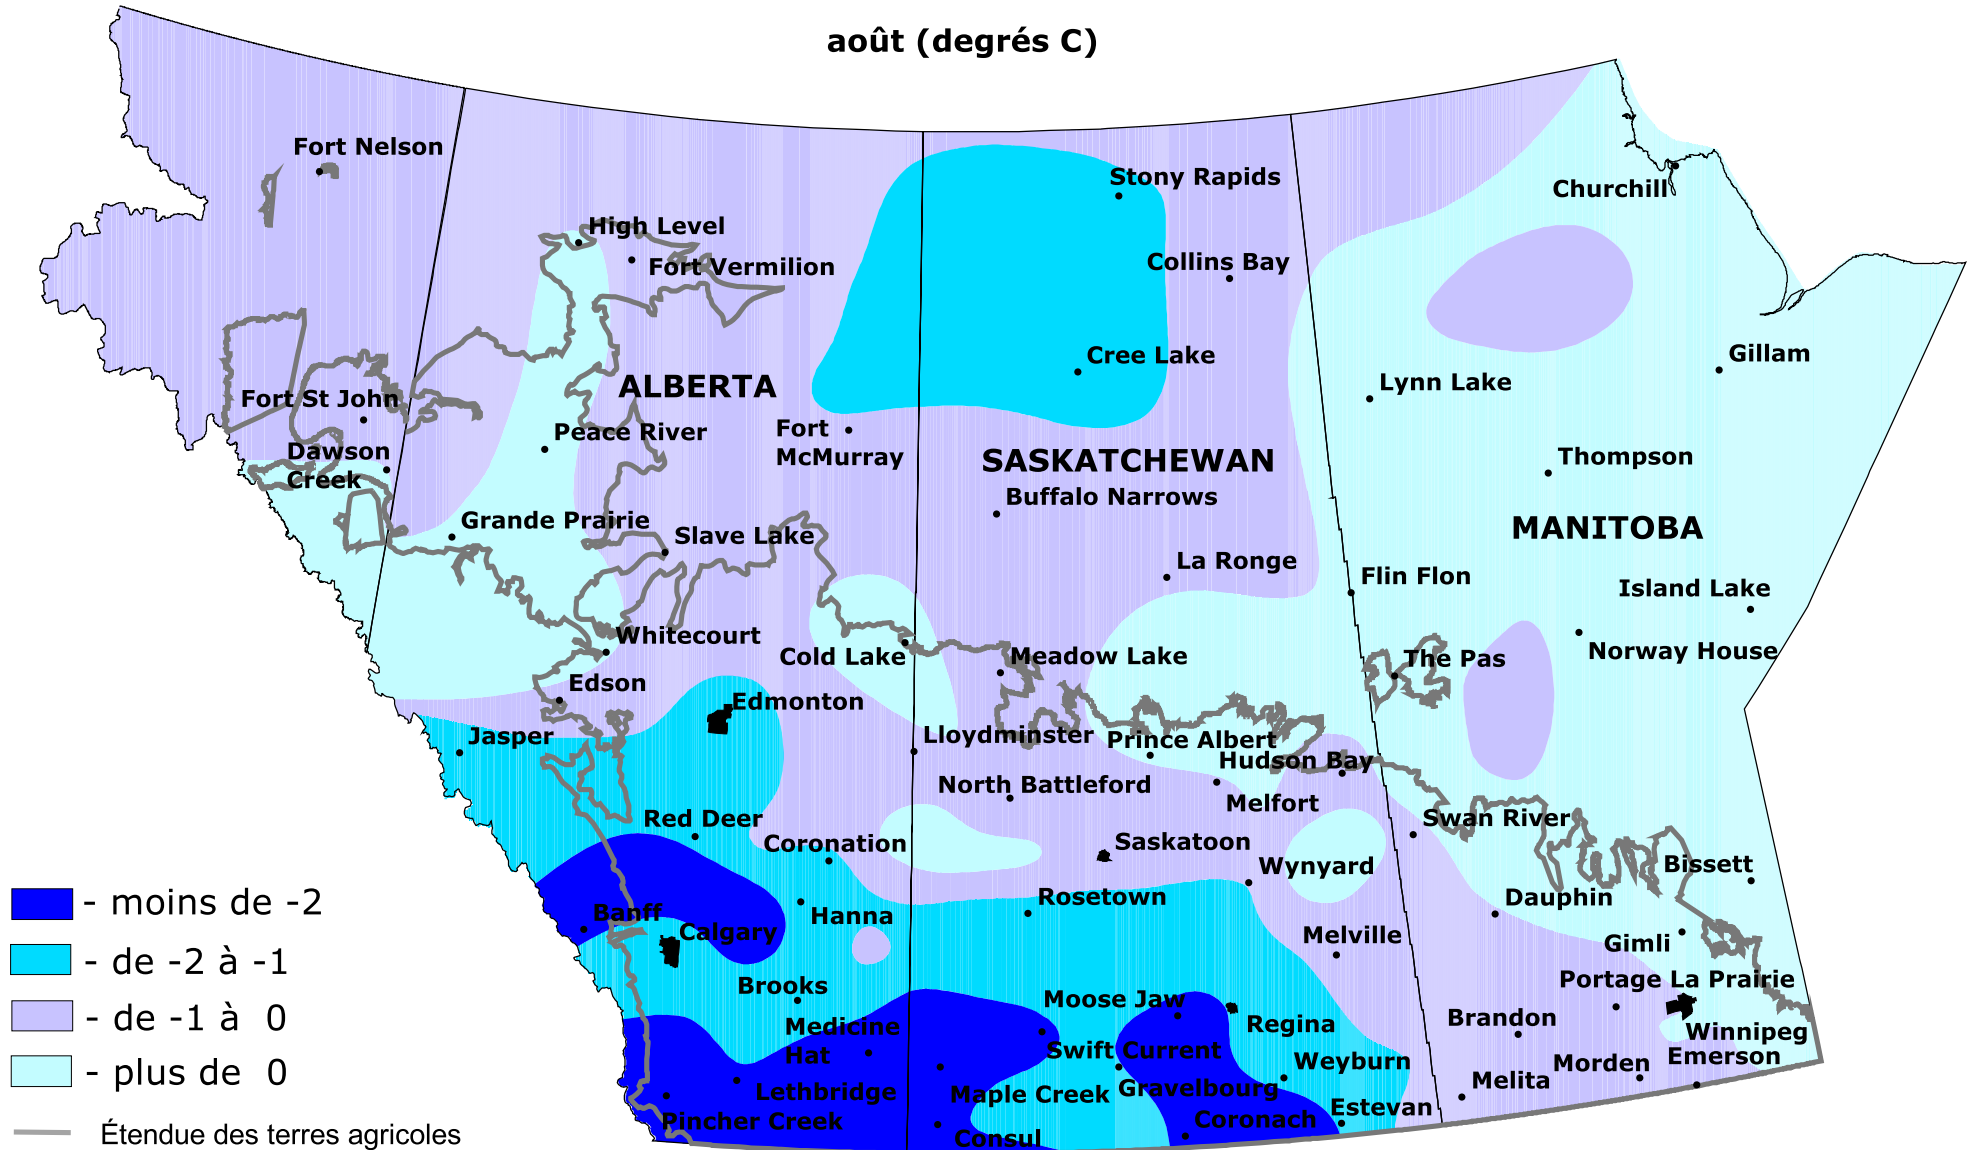 août (degrés C)
Fort Nelson
Stony Rapids
Churchill
High Level
Fort Vermilion
Collins Bay
Gillam
Cree Lake
Lynn Lake
ALBERTA
Fort St John
Peace River
Fort
McMurray
Dawson
Creek
SASKATCHEWAN
Thompson
Buffalo Narrows
Grande Prairie
MANITOBA
Slave Lake
La Ronge
Flin Flon
Island Lake
Whitecourt
Cold Lake
Meadow Lake
The Pas
Norway House
Edson
Edmonton
Jasper
Lloydminster
Prince Albert
Hudson Bay
North Battleford
Melfort
Red Deer
Swan River
Coronation
Saskatoon
Wynyard
Bissett
Rosetown
Dauphin
Banff
Hanna
Calgary
Melville
Gimli
Portage La Prairie
Brooks
Moose Jaw
Regina
Brandon
Winnipeg
Medicine
Hat
Swift Current
Weyburn
Morden
Emerson
Lethbridge
Maple Creek
Gravelbourg
Melita
Pincher Creek
Consul
Coronach
Estevan
- moins de -2
- de -2 à -1
- de -1 à 0
- plus de 0
Étendue des terres agricoles